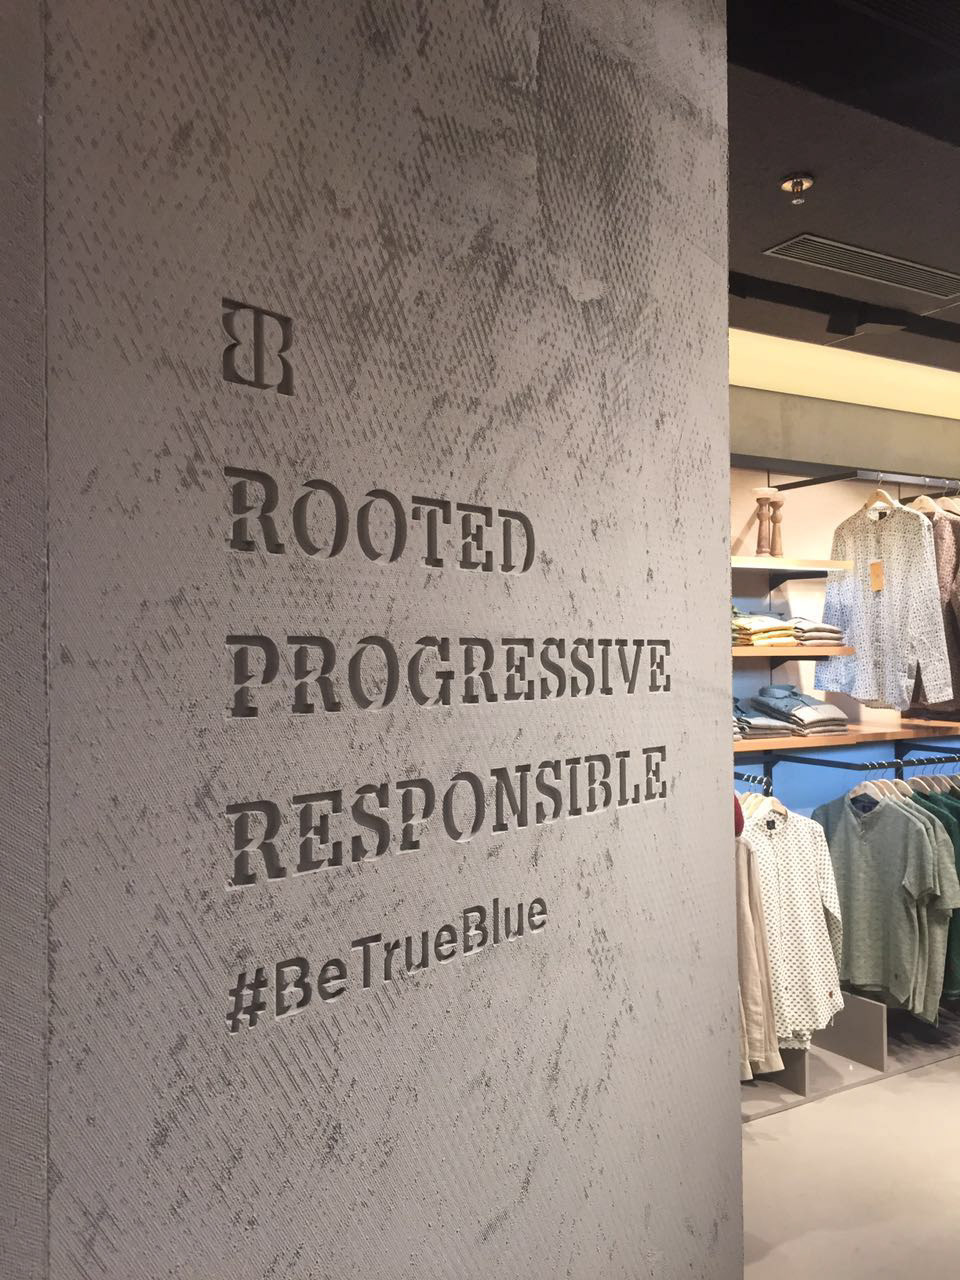 ROOTED
PROGRESSIVE
RESPONSIBLE
#BeTrueBlue